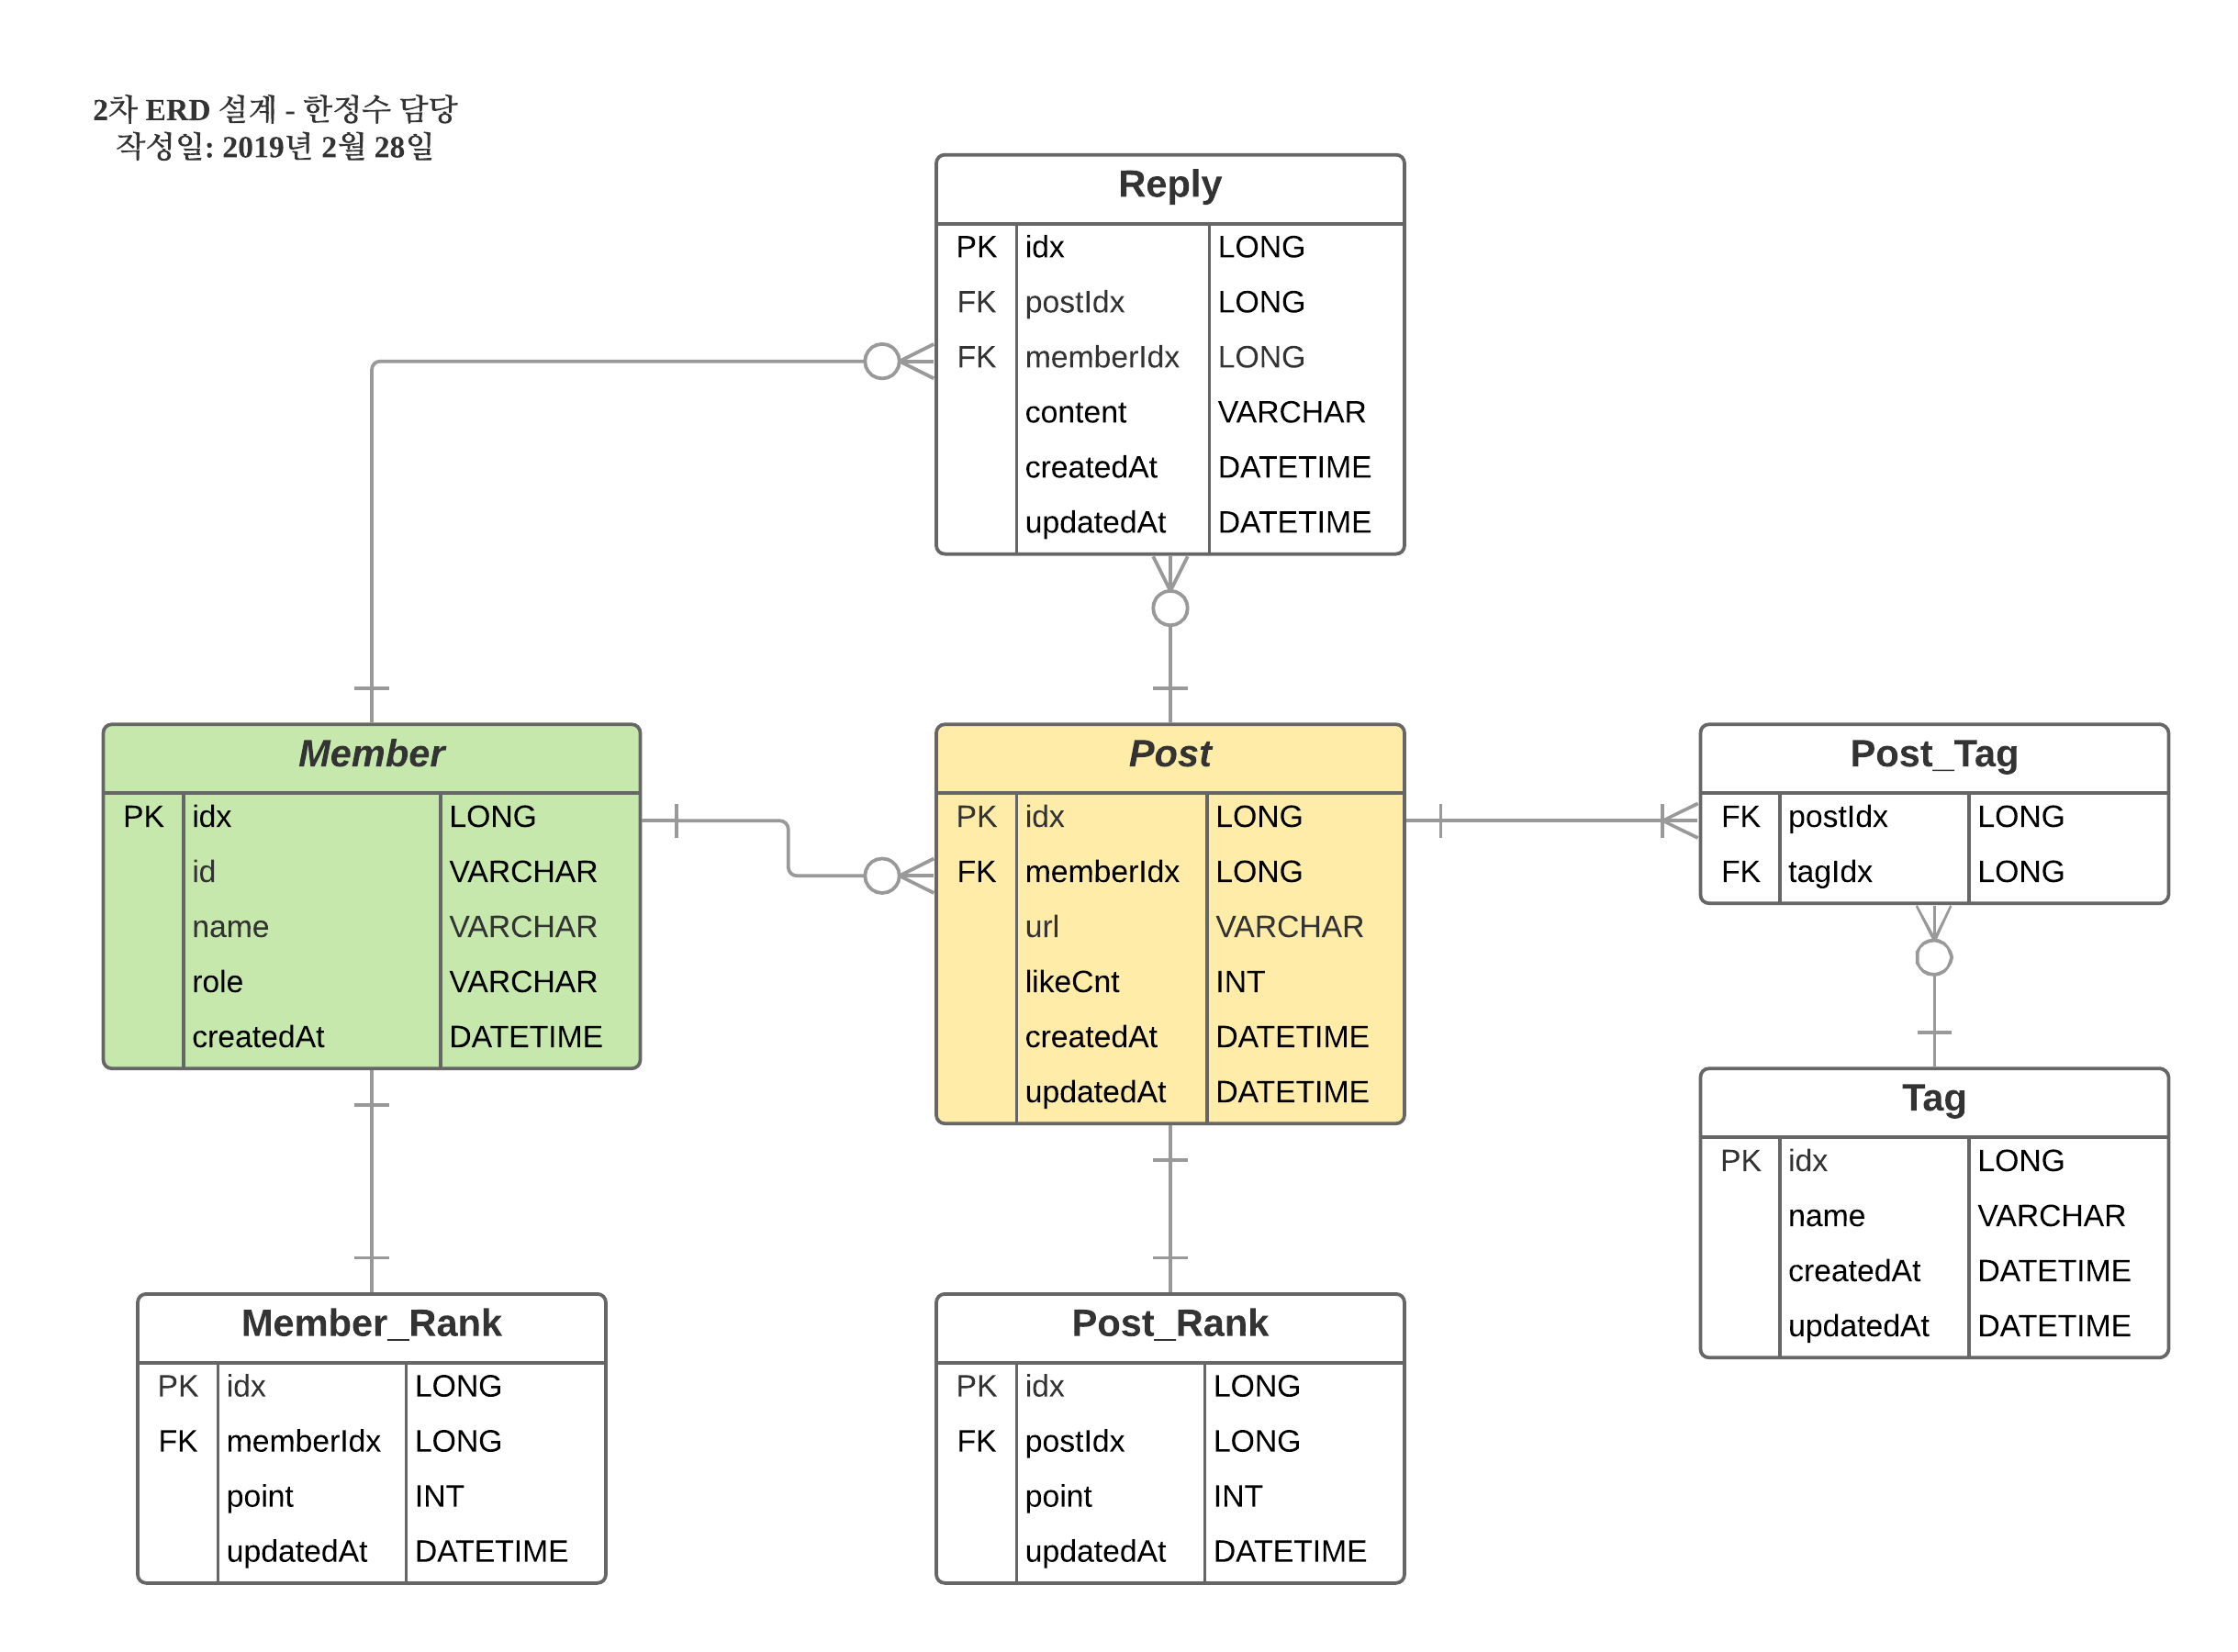 2차 ERD 설계 - 한정수 담당
작성일: 2019년 2월 28일
Reply
PK idx LONG
FK postIdx LONG
FK memberIdx LONG
content VARCHAR
createdAt DATETIME
updatedAt DATETIME
Member
PK idx LONG
id VARCHAR
name VARCHAR
role VARCHAR
createdAt DATETIME
Post
PK idx LONG
FK memberIdx LONG
url VARCHAR
likeCnt INT
createdAt DATETIME
updatedAt DATETIME
Post_Tag
FK postIdx LONG
FK tagIdx LONG
Tag
PK idx LONG
name VARCHAR
createdAt DATETIME
updatedAt DATETIME
Member_Rank
PK idx LONG
FK memberIdx LONG
point INT
updatedAt DATETIME
Post_Rank
PK idx LONG
FK postIdx LONG
point INT
updatedAt DATETIME